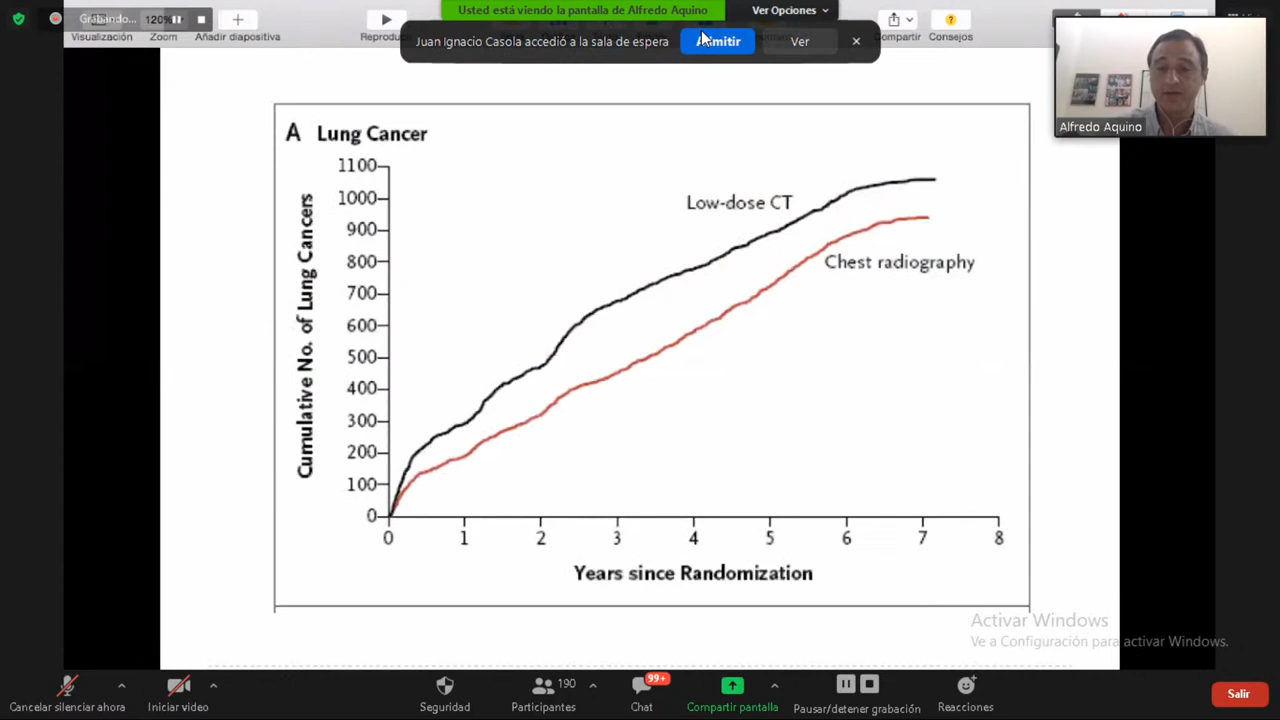 Usted está viendo la pantalla de Alfredo Aquino
Ver Opciones
Grabando...
120%
Visualización
Zoom
Añadir diapositiva
Compartir
Consejos
Juan Ignacio Casola accedió a la sala de espera
Admitir
Ver
Alfredo Aquino
A Lung Cancer
Cumulative No. of Lung Cancers
1100
1000
900
800
700
600
500
400
300
200
100
0
Low-dose CT
Chest radiography
0 1 2 3 4 5 6 7 8
Years since Randomization
Activar Windows
Ve a Configuración para activar Windows.
99+
190
Cancelar silenciar ahora
Iniciar video
Seguridad
Participantes
Chat
Compartir pantalla
Pausar/detener grabación
Reacciones
Salir